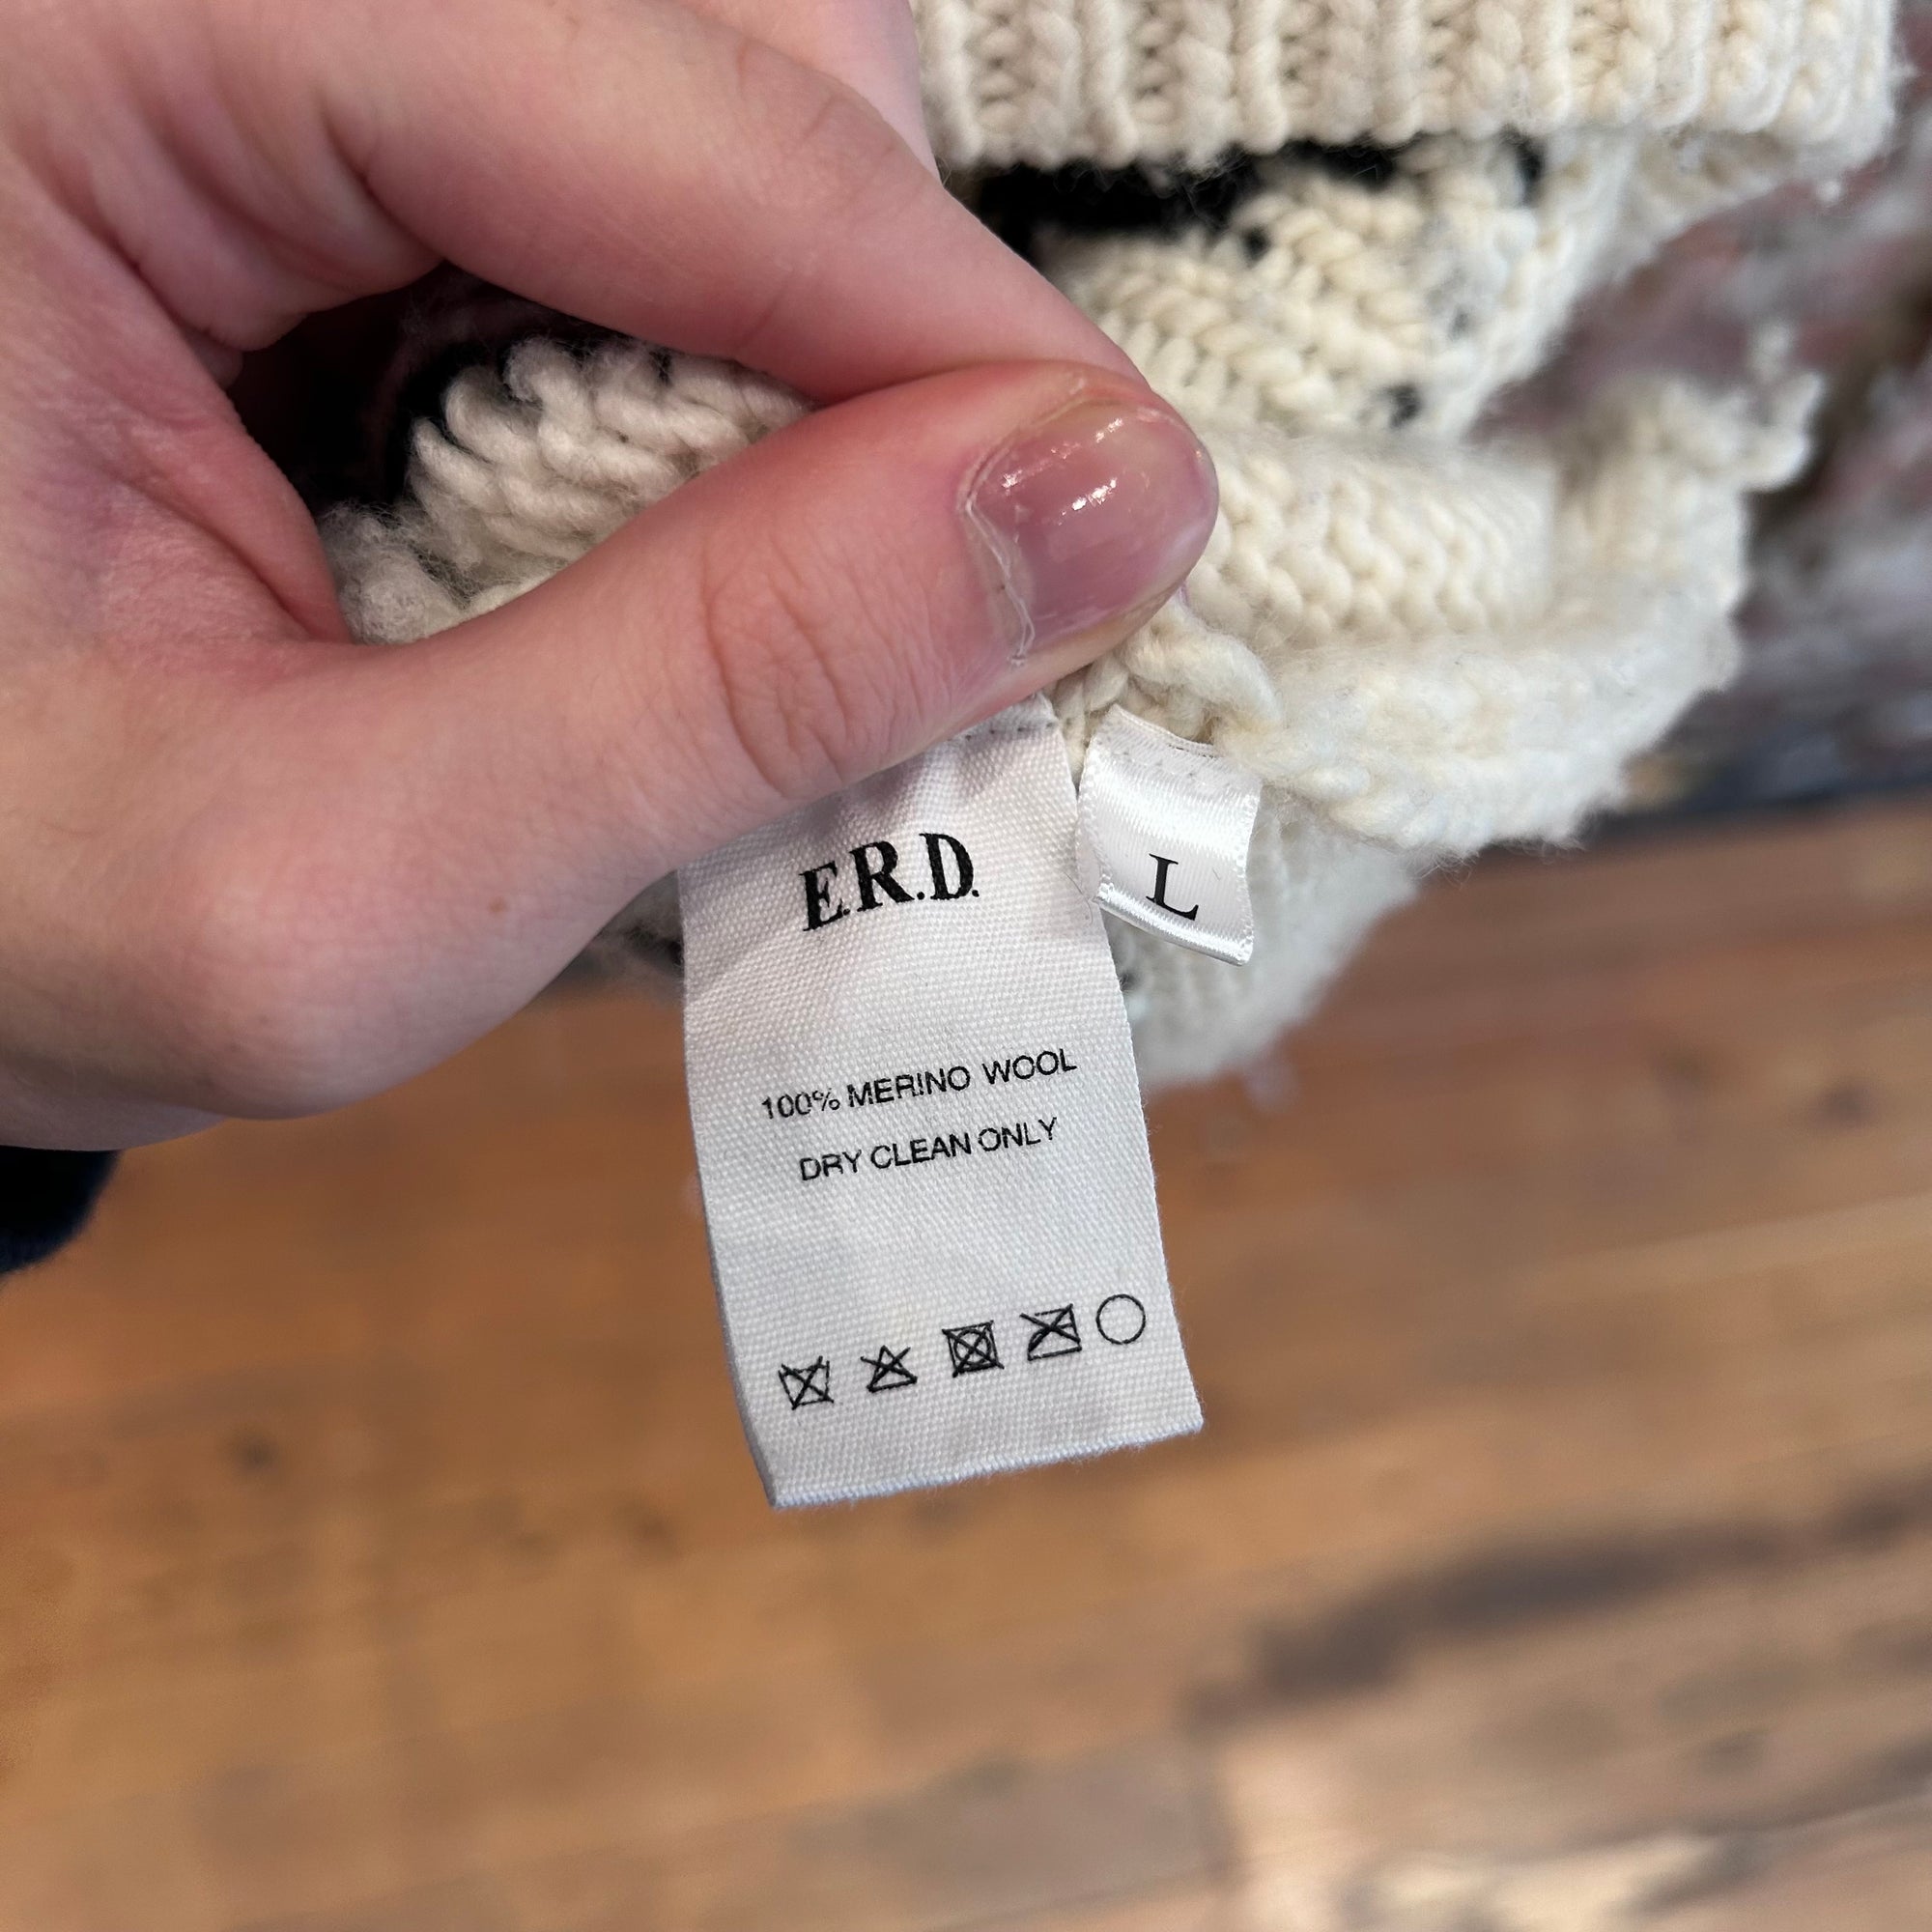 E.R.D.
L
100% MERINO WOOL
DRY CLEAN ONLY